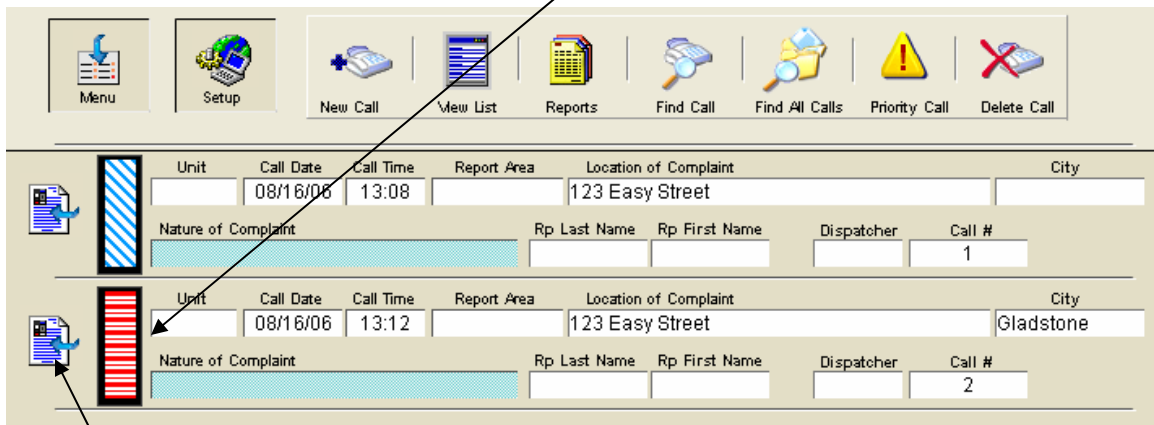 Menu Setup New Call View List Reports Find Call Find All Calls Priority Call Delete Call
Unit Call Date Call Time Report Area Location of Complaint City
08/16/06 13:08 123 Easy Street
Nature of Complaint Rp Last Name Rp First Name Dispatcher Call #
1
Unit Call Date Call Time Report Area Location of Complaint City
08/16/06 13:12 123 Easy Street Gladstone
Nature of Complaint Rp Last Name Rp First Name Dispatcher Call #
2